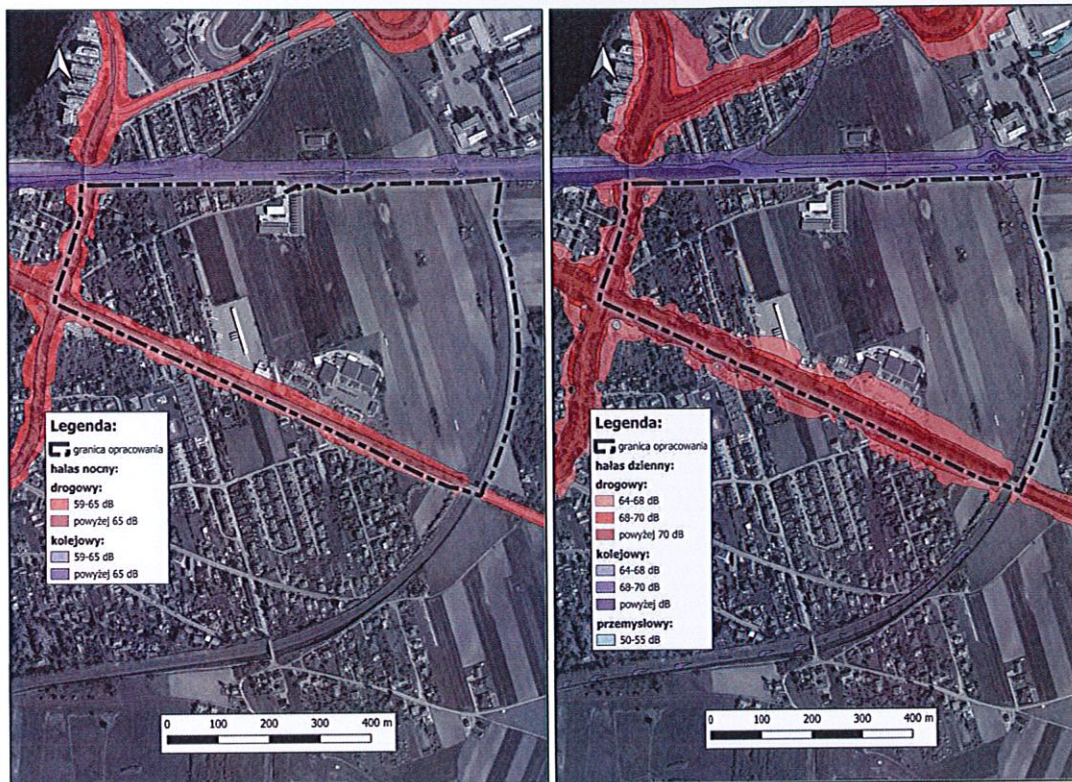 Legenda:
granica opracowania
hałas nocny:
drogowy:
59-65 dB
powyżej 65 dB
kolejowy:
59-65 dB
powyżej 65 dB
0 100 200 300 400 m
Legenda:
granica opracowania
hałas dzienny:
drogowy:
64-68 dB
68-70 dB
powyżej 70 dB
kolejowy:
64-68 dB
68-70 dB
powyżej dB
przemysłowy:
50-55 dB
0 100 200 300 400 m